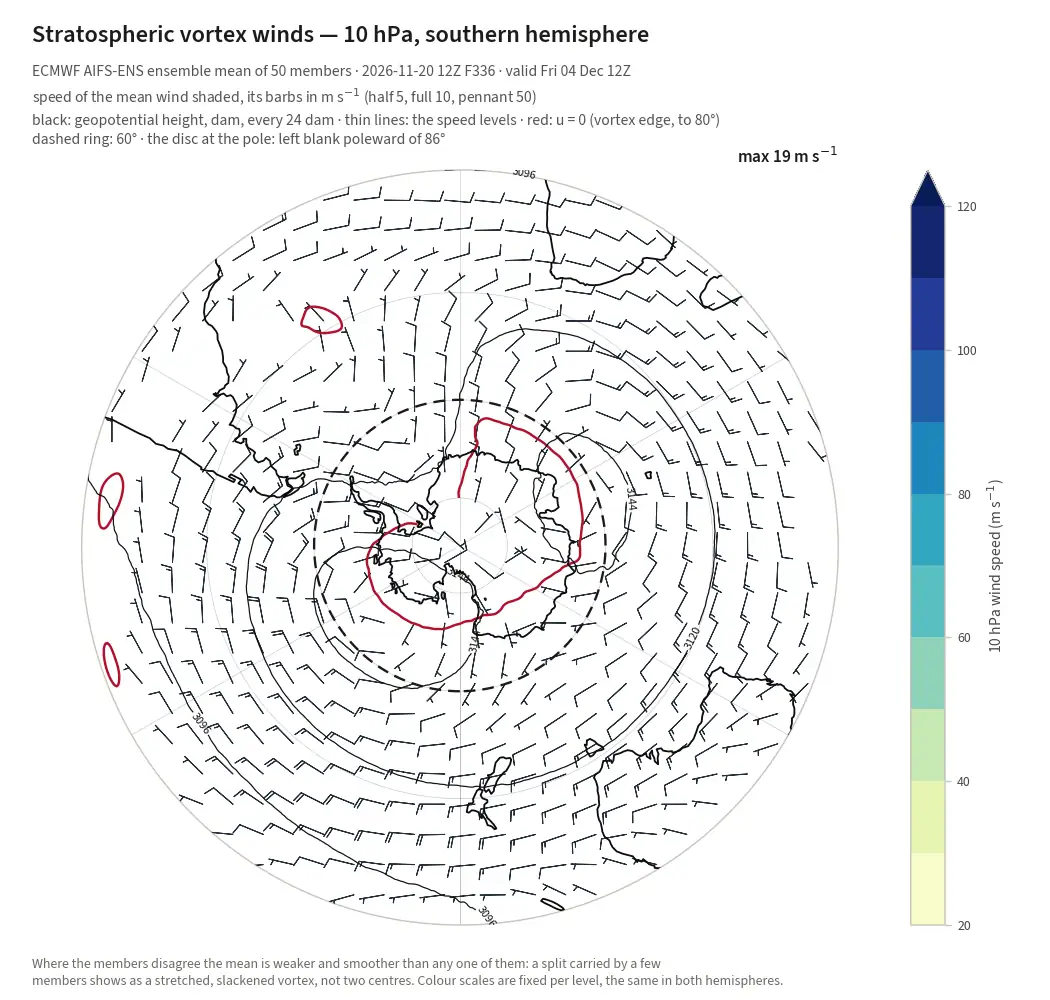 Stratospheric vortex winds — 10 hPa, southern hemisphere
ECMWF AIFS-ENS ensemble mean of 50 members · 2026-11-20 12Z F336 · valid Fri 04 Dec 12Z
speed of the mean wind shaded, its barbs in m s⁻¹ (half 5, full 10, pennant 50)
black: geopotential height, dam, every 24 dam · thin lines: the speed levels · red: u = 0 (vortex edge, to 80°)
dashed ring: 60° · the disc at the pole: left blank poleward of 86°
max 19 m s⁻¹
3096
120
100
80
60
40
20
10 hPa wind speed (m s⁻¹)
3144
3120
3096
3096
Where the members disagree the mean is weaker and smoother than any one of them: a split carried by a few
members shows as a stretched, slackened vortex, not two centres. Colour scales are fixed per level, the same in both hemispheres.